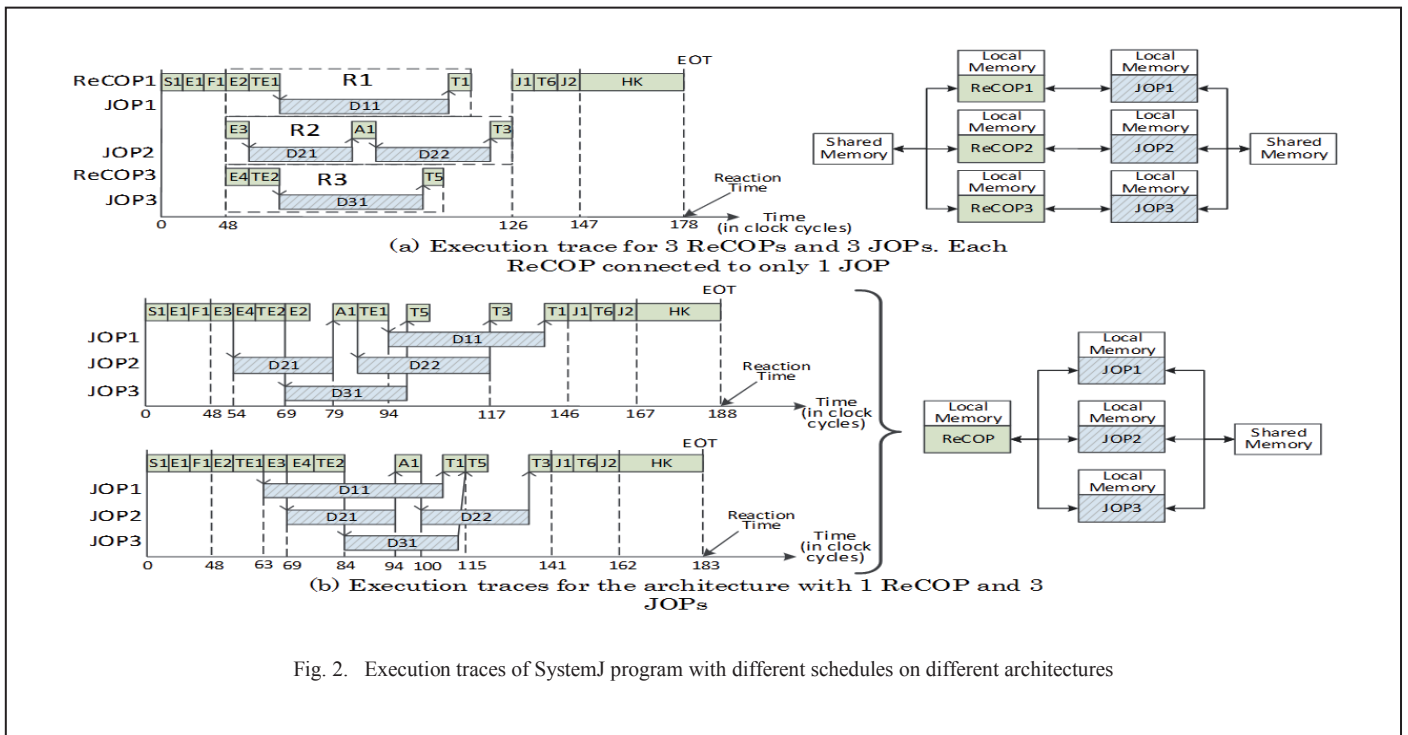 EOT
ReCOP1 S1 E1 F1 E2 TE1 R1 T1 J1 T6 J2 HK
JOP1 D11
E3 R2 A1 T3
JOP2 D21 D22
ReCOP3 E4 TE2 R3 T5
JOP3 D31
Reaction
Time
0 48 126 147 178
Time
(in clock cycles)
Local
Memory
ReCOP1
Local
Memory
JOP1
Shared
Memory
Local
Memory
ReCOP2
Local
Memory
JOP2
Shared
Memory
Local
Memory
ReCOP3
Local
Memory
JOP3
(a) Execution trace for 3 ReCOPs and 3 JOPs. Each
ReCOP connected to only 1 JOP
EOT
S1 E1 F1 E3 E4 TE2 E2 A1 TE1 T5 T3 T1 J1 T6 J2 HK
JOP1 D11
JOP2 D21 D22
JOP3 D31
Reaction
Time
0 48 54 69 79 94 117 146 167 188
Time
(in clock
cycles)
EOT
S1 E1 F1 E2 TE1 E3 E4 TE2 A1 T1 T5 T3 J1 T6 J2 HK
JOP1 D11
JOP2 D21 D22
JOP3 D31
Reaction
Time
0 48 63 69 84 94 100 115 141 162 183
Time
(in clock
cycles)
Local
Memory
ReCOP
Local
Memory
JOP1
Local
Memory
JOP2
Local
Memory
JOP3
Shared
Memory
(b) Execution traces for the architecture with 1 ReCOP and 3
JOPs
Fig. 2. Execution traces of SystemJ program with different schedules on different architectures